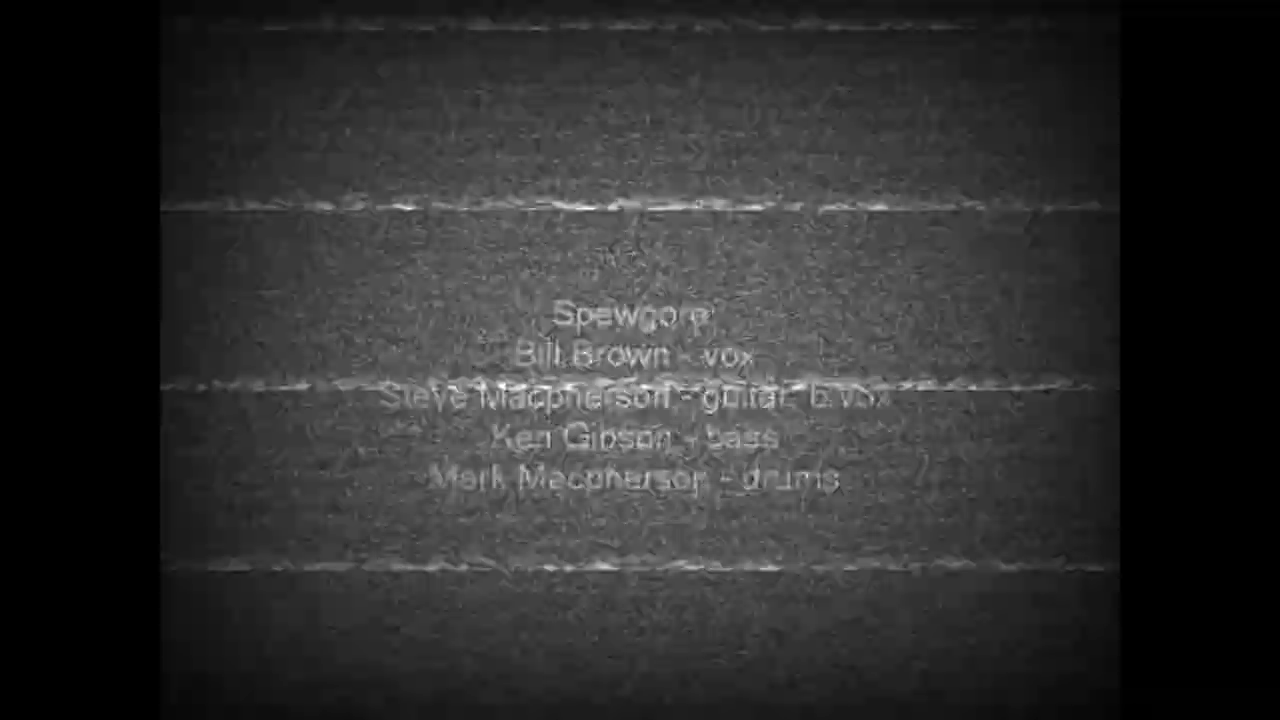 Spewgore
Bill Brown - vox
Steve Macpherson - guitar, b.vox
Ken Gibson - bass
Mark Macpherson - drums